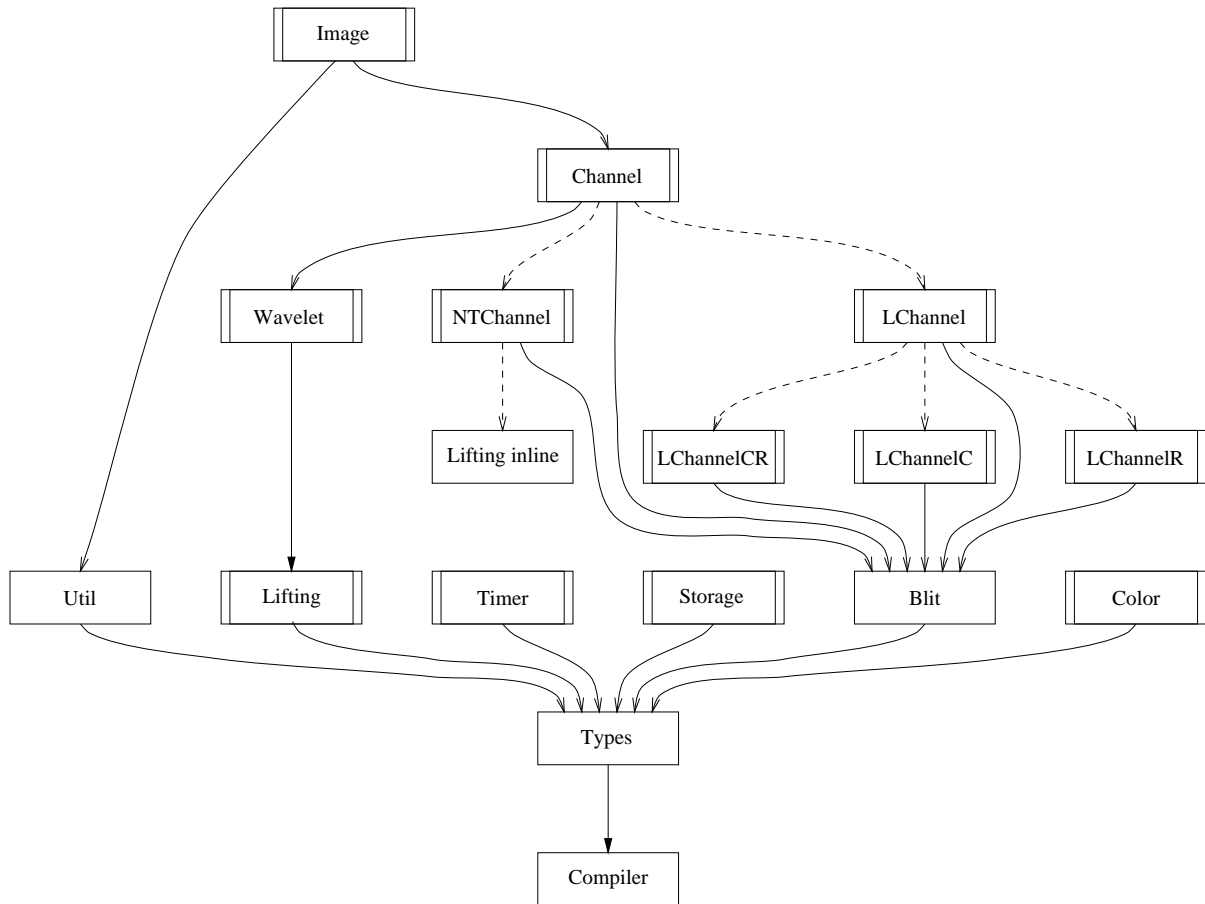 Image
Channel
Wavelet
NTChannel
LChannel
Lifting inline
LChannelCR
LChannelC
LChannelR
Util
Lifting
Timer
Storage
Blit
Color
Types
Compiler